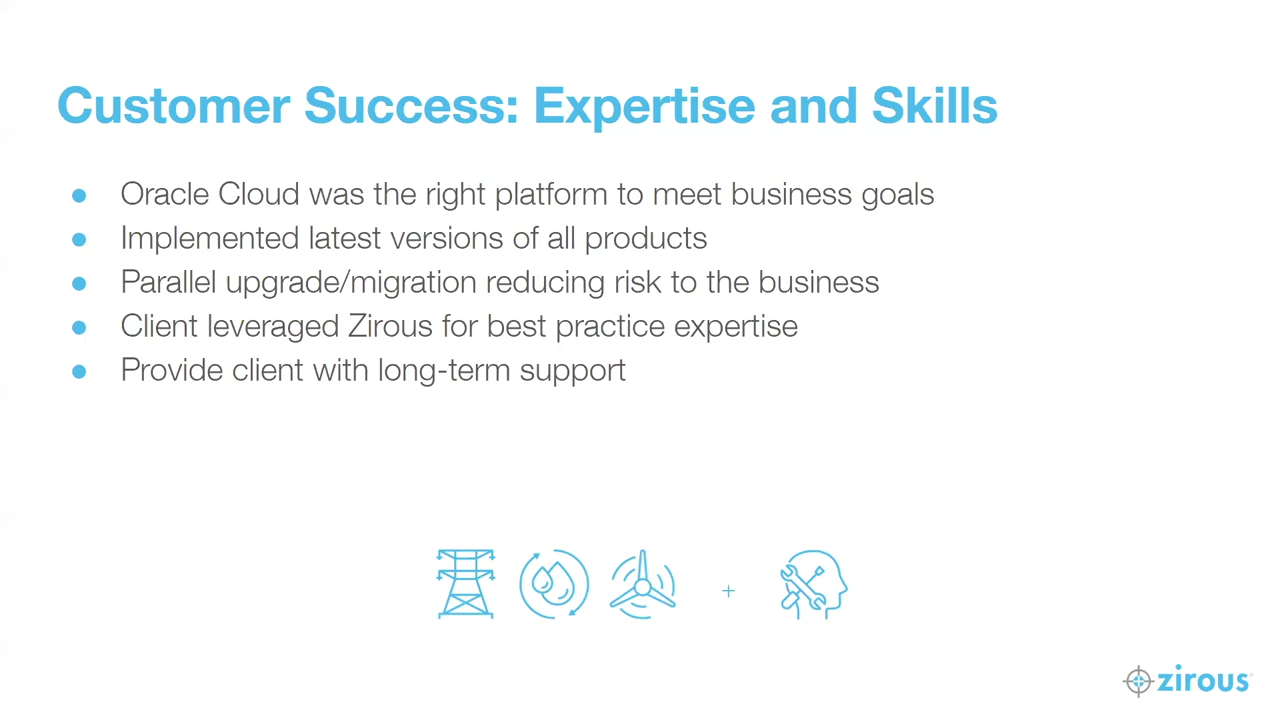 Customer Success: Expertise and Skills
● Oracle Cloud was the right platform to meet business goals
● Implemented latest versions of all products
● Parallel upgrade/migration reducing risk to the business
● Client leveraged Zirous for best practice expertise
● Provide client with long-term support
+
zirous